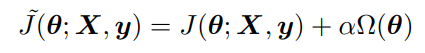 J̃(θ; X, y) = J(θ; X, y) + αΩ(θ)